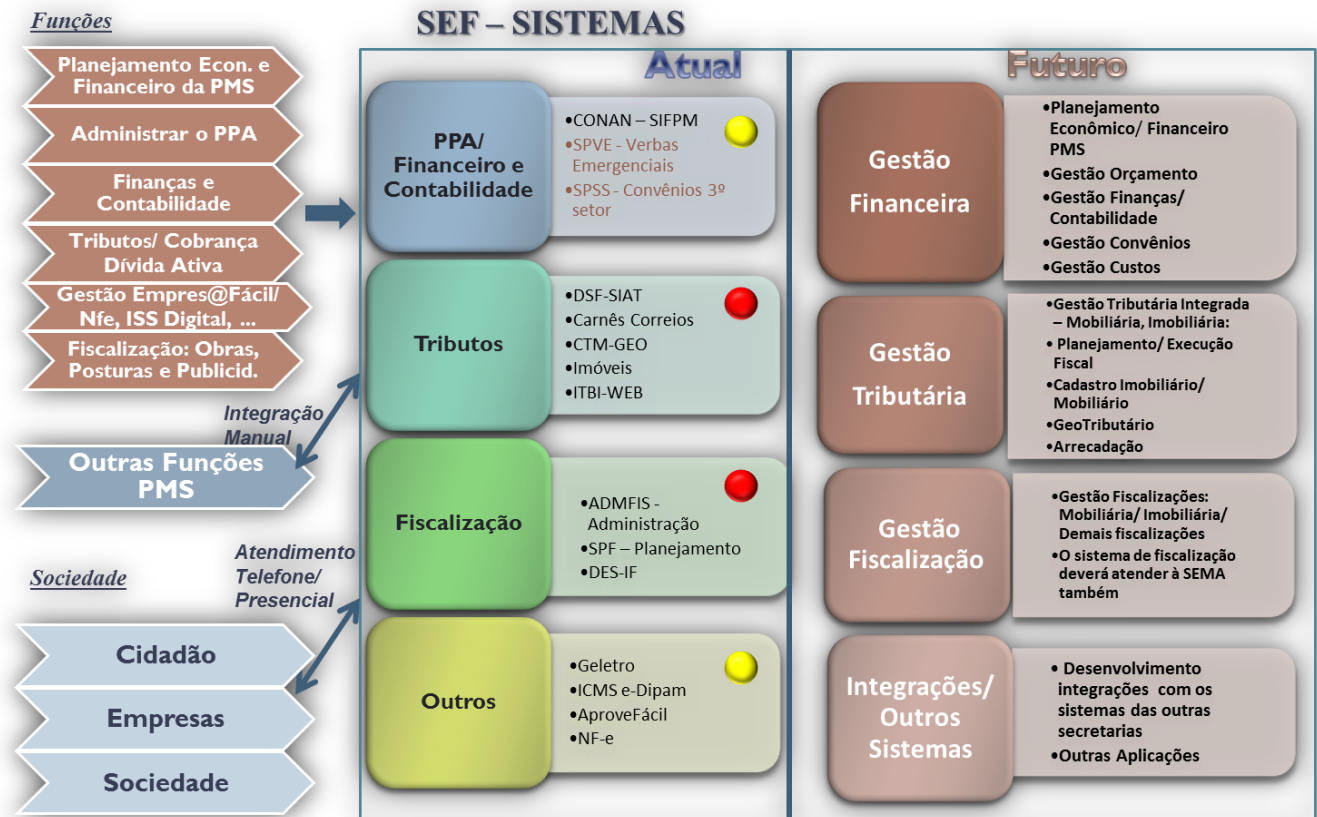 Funções
SEF – SISTEMAS
Planejamento Econ. e
Financeiro da PMS
Administrar o PPA
Finanças e
Contabilidade
Tributos/ Cobrança
Dívida Ativa
Gestão Empres@Fácil/
Nfe, ISS Digital, ...
Fiscalização: Obras,
Posturas e Publicid.
Integração
Manual
Outras Funções
PMS
Atendimento
Telefone/
Presencial
Sociedade
Cidadão
Empresas
Sociedade
Atual
PPA/
Financeiro e
Contabilidade
•CONAN – SIFPM
•SPVE - Verbas
Emergenciais
•SPSS - Convênios 3º
setor
Tributos
•DSF-SIAT
•Carnês Correios
•CTM-GEO
•Imóveis
•ITBI-WEB
Fiscalização
•ADMFIS -
Administração
•SPF – Planejamento
•DES-IF
Outros
•Geletro
•ICMS e-Dipam
•AproveFácil
•NF-e
Futuro
Gestão
Financeira
•Planejamento
Econômico/ Financeiro
PMS
•Gestão Orçamento
•Gestão Finanças/
Contabilidade
•Gestão Convênios
•Gestão Custos
Gestão
Tributária
•Gestão Tributária Integrada
– Mobiliária, Imobiliária:
• Planejamento/ Execução
Fiscal
•Cadastro Imobiliário/
Mobiliário
•GeoTributário
•Arrecadação
Gestão
Fiscalização
•Gestão Fiscalizações:
Mobiliária/ Imobiliária/
Demais fiscalizações
•O sistema de fiscalização
deverá atender à SEMA
também
Integrações/
Outros
Sistemas
• Desenvolvimento
integrações com os
sistemas das outras
secretarias
•Outras Aplicações